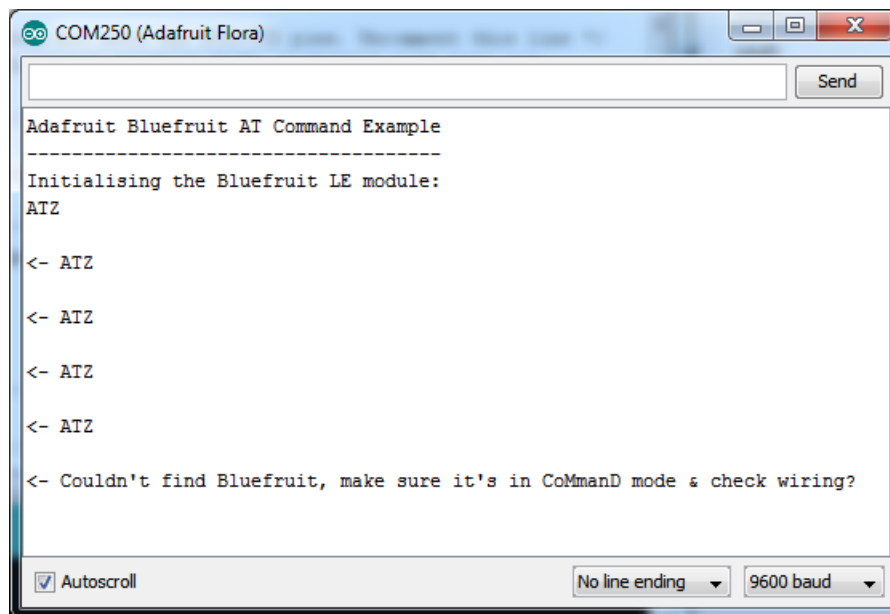 COM250 (Adafruit Flora)
Send
Adafruit Bluefruit AT Command Example
-------------------------------------
Initialising the Bluefruit LE module:
ATZ
<- ATZ
<- ATZ
<- ATZ
<- ATZ
<- Couldn't find Bluefruit, make sure it's in CoMmanD mode & check wiring?
Autoscroll
No line ending
9600 baud